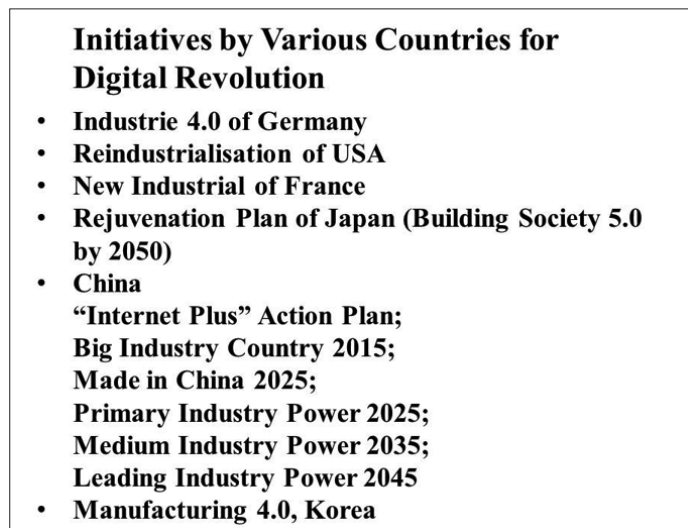 Initiatives by Various Countries for
Digital Revolution
• Industrie 4.0 of Germany
• Reindustrialisation of USA
• New Industrial of France
• Rejuvenation Plan of Japan (Building Society 5.0
by 2050)
• China
“Internet Plus” Action Plan;
Big Industry Country 2015;
Made in China 2025;
Primary Industry Power 2025;
Medium Industry Power 2035;
Leading Industry Power 2045
• Manufacturing 4.0, Korea